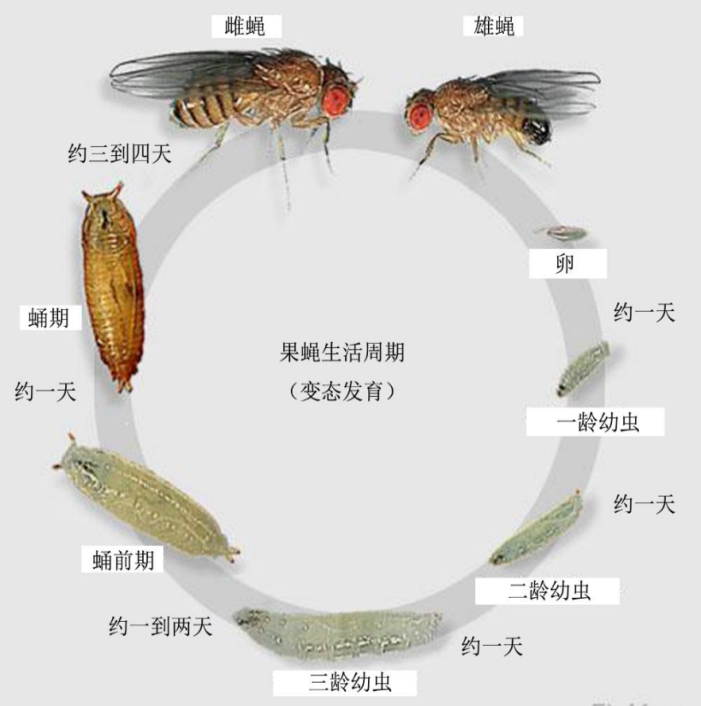 雌蝇
雄蝇
约三到四天
卵
约一天
蛹期
果蝇生活周期
（变态发育）
约一天
一龄幼虫
约一天
二龄幼虫
蛹前期
约一到两天
约一天
三龄幼虫